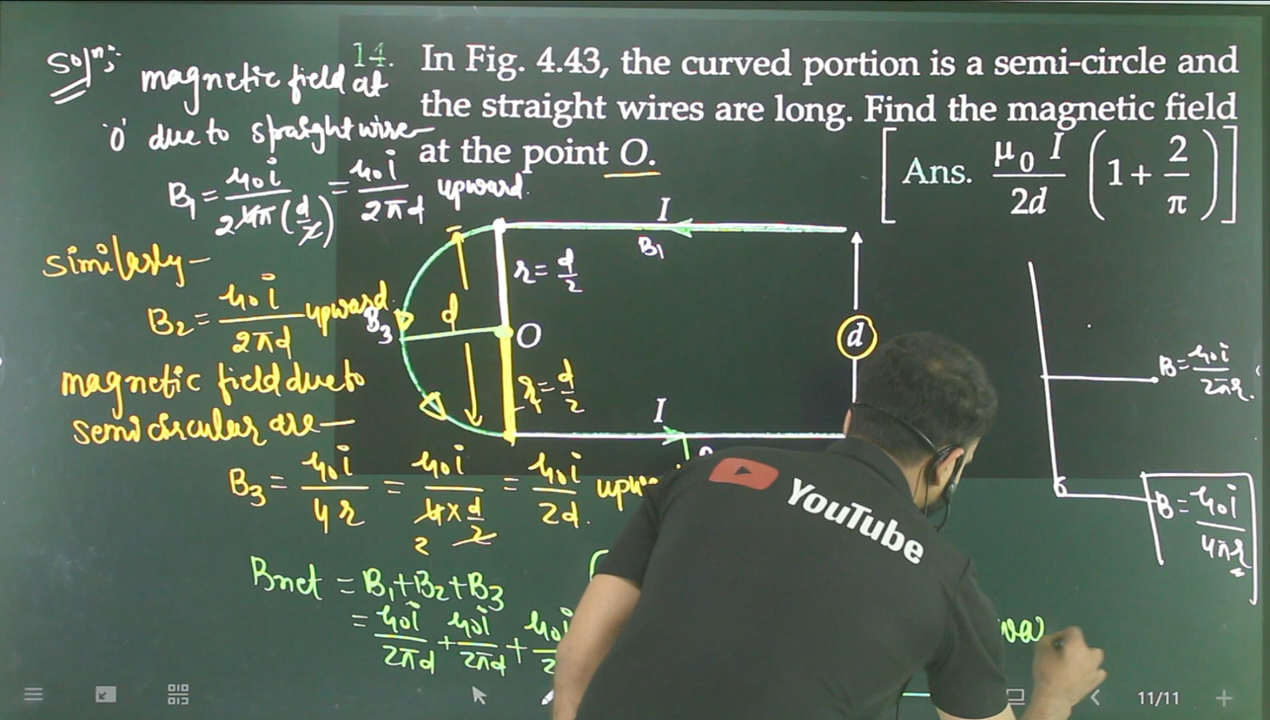 14. In Fig. 4.43, the curved portion is a semi-circle and
the straight wires are long. Find the magnetic field
at the point O.
[Ans. μ₀ I / 2d (1 + 2/π)]
Solⁿ:
magnetic field at
'O' due to straight wire
B₁ = μ₀i / 2 4π (d/2) = μ₀i / 2πd upward.
Similarly –
B₂ = μ₀i / 2πd upward.
magnetic field due to
semi circular arc –
B₃ = μ₀i / 4r = μ₀i / 4 × d/2 = μ₀i / 2d.
2
Bnet = B₁ + B₂ + B₃
= μ₀i / 2πd + μ₀i / 2πd + μ₀i
I
B₁
r = d/2
d
B₃
O
r = d/2
d
I
B = μ₀i / 2πr.
B = μ₀i / 4πr
YouTube
11/11